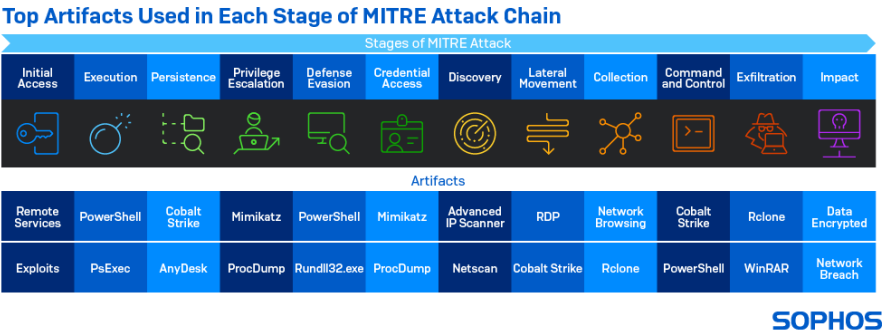 Top Artifacts Used in Each Stage of MITRE Attack Chain
Stages of MITRE Attack
Initial Access
Execution
Persistence
Privilege Escalation
Defense Evasion
Credential Access
Discovery
Lateral Movement
Collection
Command and Control
Exfiltration
Impact
Artifacts
Remote Services
PowerShell
Cobalt Strike
Mimikatz
PowerShell
Mimikatz
Advanced IP Scanner
RDP
Network Browsing
Cobalt Strike
Rclone
Data Encrypted
Exploits
PsExec
AnyDesk
ProcDump
Rundll32.exe
ProcDump
Netscan
Cobalt Strike
Rclone
PowerShell
WinRAR
Network Breach
SOPHOS